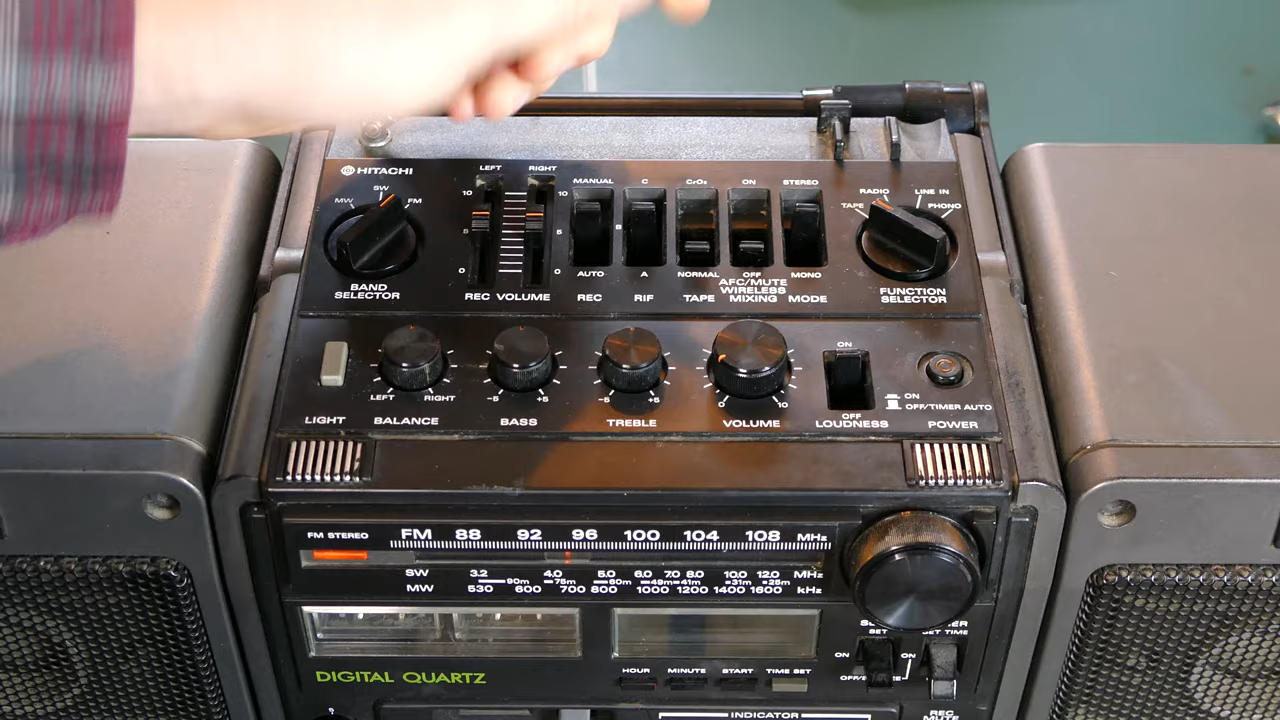 HITACHI
LEFT RIGHT
MW SW FM
10 5 0
10 5 0
MANUAL C CrO₂ ON STEREO
B
RADIO LINE IN
TAPE PHONO
AUTO A NORMAL OFF MONO
BAND SELECTOR
REC VOLUME
REC RIF TAPE AFC/MUTE WIRELESS MIXING MODE
FUNCTION SELECTOR
ON
LEFT RIGHT -5 +5 -5 +5 0 10
OFF
ON
OFF/TIMER AUTO
LIGHT BALANCE BASS TREBLE VOLUME LOUDNESS POWER
FM STEREO
FM 88 92 96 100 104 108 MHz
SW 3.2 4.0 5.0 6.0 7.0 8.0 10.0 12.0 MHz
90m 75m 60m 49m 41m 31m 25m
MW 530 600 700 800 1000 1200 1400 1600 kHz
SET SET TIME
ON ON
DIGITAL QUARTZ
HOUR MINUTE START TIME SET
INDICATOR
REC
MUTE